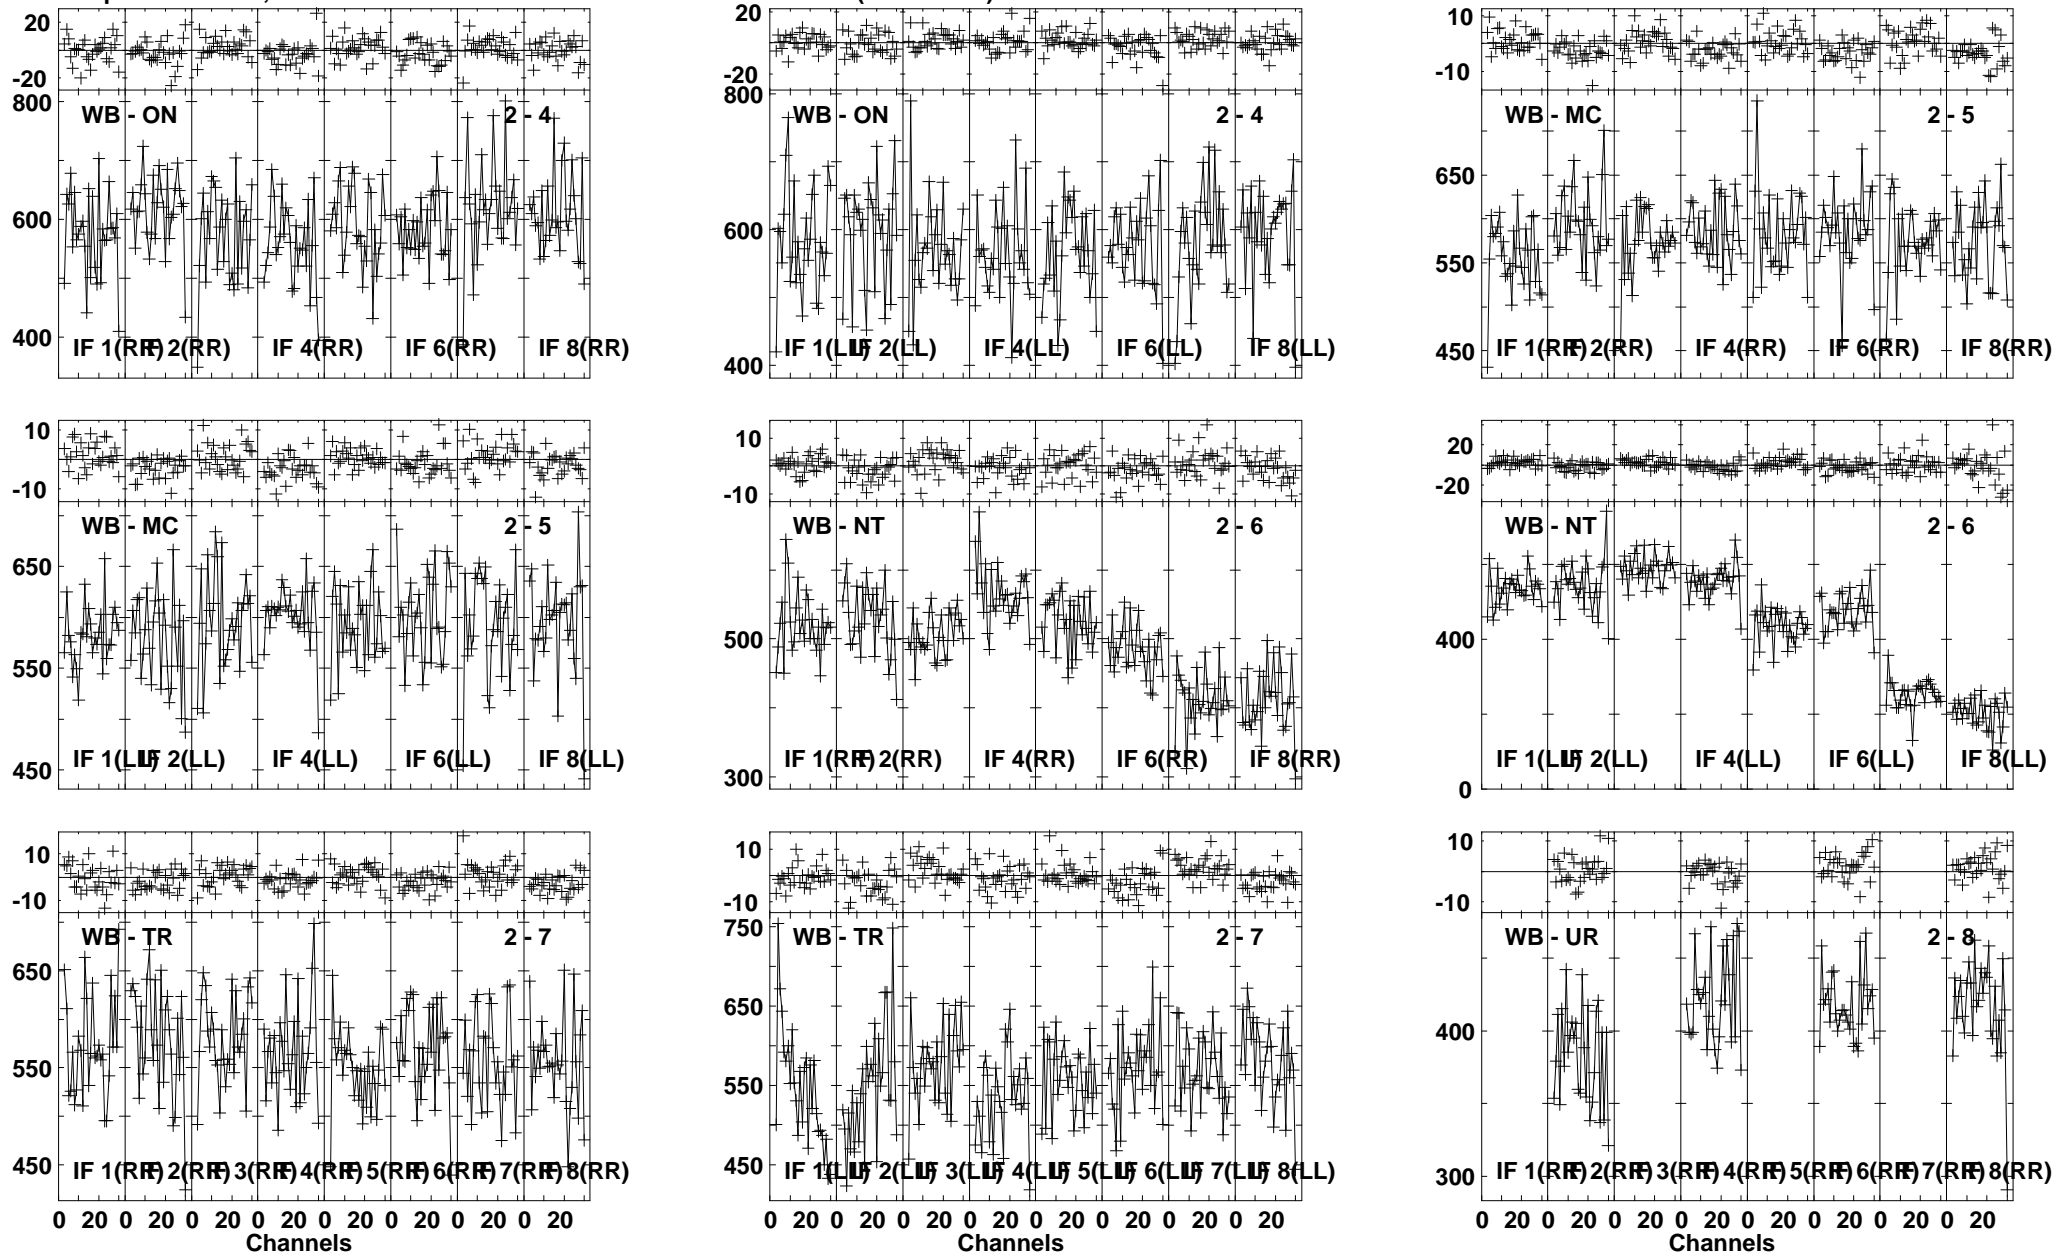 20 20 10
-20 -20 -10
800 WB - ON 2 - 4 800 WB - ON 2 - 4 WB - MC 2 - 5
600 600 650
550
400 400 450
IF 1(RR) IF 2(RR) IF 4(RR) IF 6(RR) IF 8(RR) IF 1(LL) IF 2(LL) IF 4(LL) IF 6(LL) IF 8(LL) IF 1(RR) IF 2(RR) IF 4(RR) IF 6(RR) IF 8(RR)
10 10 20
-10 -10 -20
WB - MC 2 - 5 WB - NT 2 - 6 WB - NT 2 - 6
650 500 400
550
450 300 0
IF 1(LL) IF 2(LL) IF 4(LL) IF 6(LL) IF 8(LL) IF 1(RR) IF 2(RR) IF 4(RR) IF 6(RR) IF 8(RR) IF 1(LL) IF 2(LL) IF 4(LL) IF 6(LL) IF 8(LL)
10 10 10
-10 -10 -10
WB - TR 2 - 7 750 WB - TR 2 - 7 WB - UR 2 - 8
650 650 400
550 550
450 450 300
IF 1(RR) IF 2(RR) IF 3(RR) IF 4(RR) IF 5(RR) IF 6(RR) IF 7(RR) IF 8(RR) IF 1(LL) IF 2(LL) IF 3(LL) IF 4(LL) IF 5(LL) IF 6(LL) IF 7(LL) IF 8(LL) IF 1(RR) IF 2(RR) IF 3(RR) IF 4(RR) IF 5(RR) IF 6(RR) IF 7(RR) IF 8(RR)
0 20 0 20 0 20 0 20 0 20 0 20 0 20 0 20 0 20 0 20 0 20 0 20 0 20 0 20 0 20 0 20 0 20 0 20 0 20 0 20 0 20 0 20 0 20 0 20
Channels Channels Channels